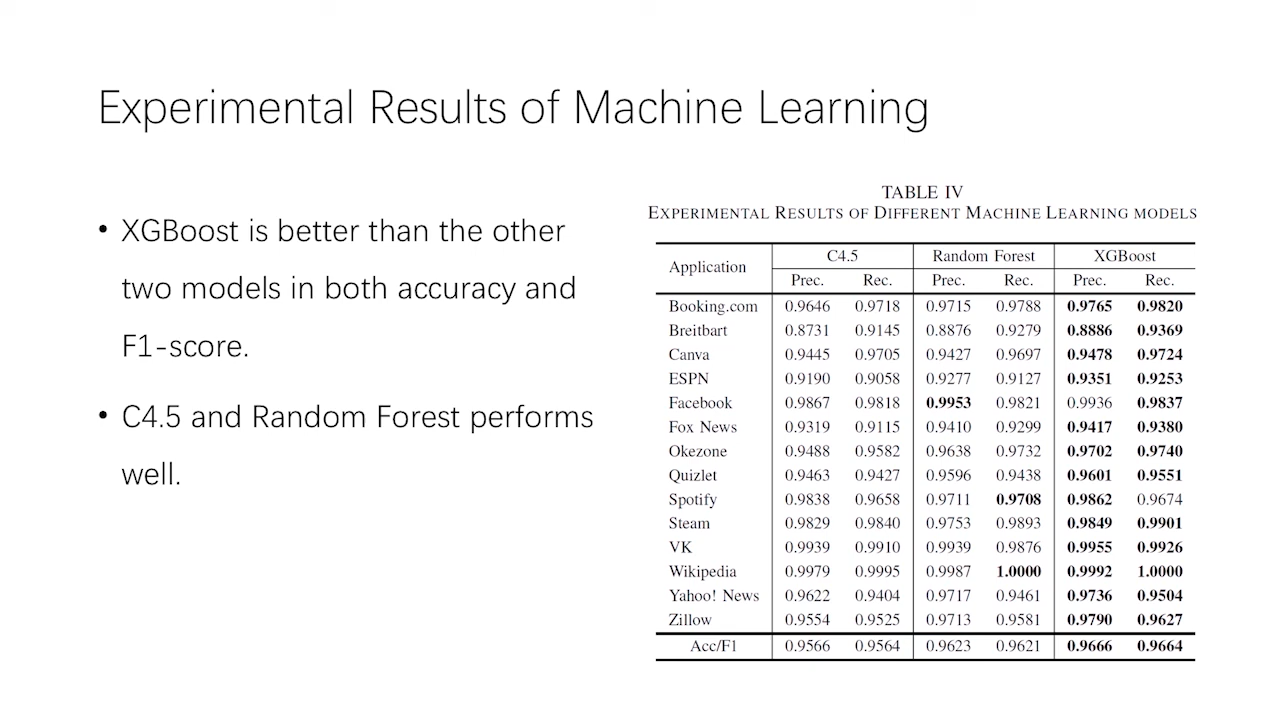 Experimental Results of Machine Learning
• XGBoost is better than the other
two models in both accuracy and
F1-score.
• C4.5 and Random Forest performs
well.
TABLE IV
EXPERIMENTAL RESULTS OF DIFFERENT MACHINE LEARNING MODELS
Application C4.5 Random Forest XGBoost
Prec. Rec. Prec. Rec. Prec. Rec.
Booking.com 0.9646 0.9718 0.9715 0.9788 0.9765 0.9820
Breitbart 0.8731 0.9145 0.8876 0.9279 0.8886 0.9369
Canva 0.9445 0.9705 0.9427 0.9697 0.9478 0.9724
ESPN 0.9190 0.9058 0.9277 0.9127 0.9351 0.9253
Facebook 0.9867 0.9818 0.9953 0.9821 0.9936 0.9837
Fox News 0.9319 0.9115 0.9410 0.9299 0.9417 0.9380
Okezone 0.9488 0.9582 0.9638 0.9732 0.9702 0.9740
Quizlet 0.9463 0.9427 0.9596 0.9438 0.9601 0.9551
Spotify 0.9838 0.9658 0.9711 0.9708 0.9862 0.9674
Steam 0.9829 0.9840 0.9753 0.9893 0.9849 0.9901
VK 0.9939 0.9910 0.9939 0.9876 0.9955 0.9926
Wikipedia 0.9979 0.9995 0.9987 1.0000 0.9992 1.0000
Yahoo! News 0.9622 0.9404 0.9717 0.9461 0.9736 0.9504
Zillow 0.9554 0.9525 0.9713 0.9581 0.9790 0.9627
Acc/F1 0.9566 0.9564 0.9623 0.9621 0.9666 0.9664